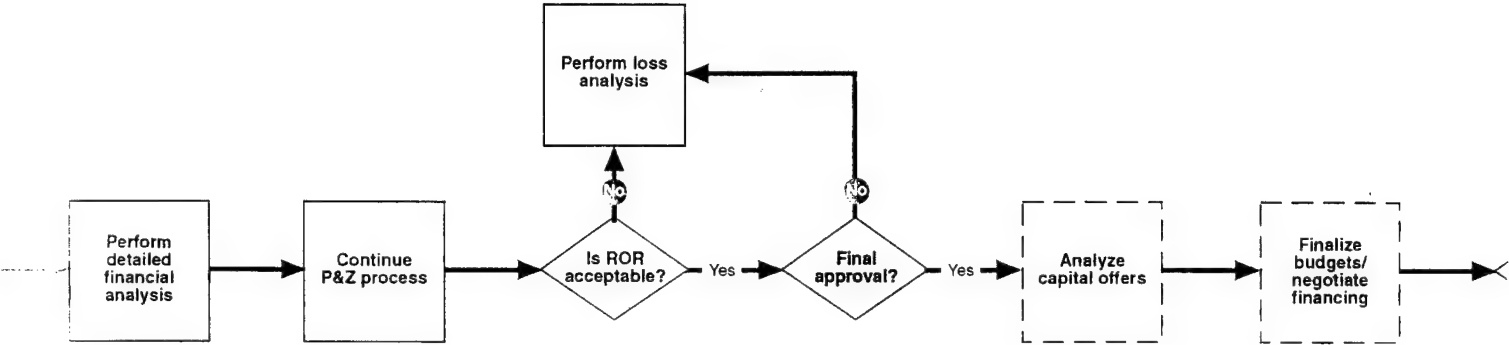 Perform loss
analysis
No
No
Perform
detailed
financial
analysis
Continue
P&Z process
Is ROR
acceptable?
Yes
Final
approval?
Yes
Analyze
capital offers
Finalize
budgets/
negotiate
financing